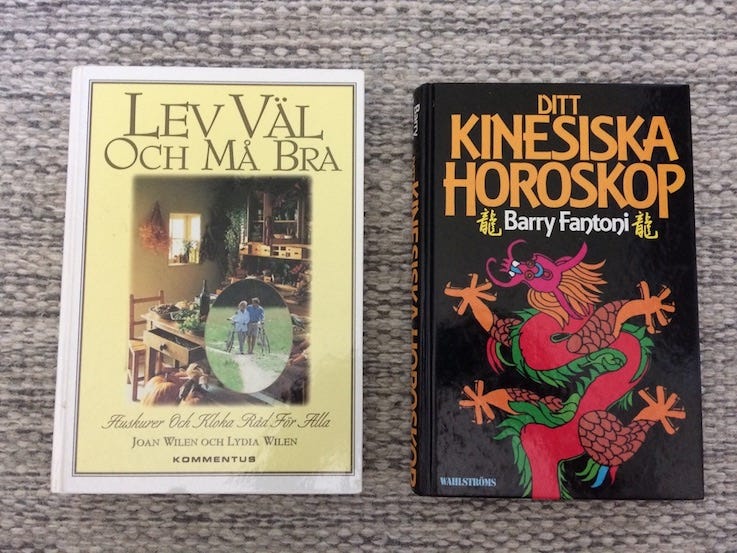 LEV VÄL
OCH MÅ BRA
Huskurer Och Kloka Råd För Alla
JOAN WILEN OCH LYDIA WILEN
KOMMENTUS
DITT
KINESISKA
HOROSKOP
龍 Barry Fantoni 龍
WAHLSTRÖMS
Barry
KINESISKA HOROSKOP